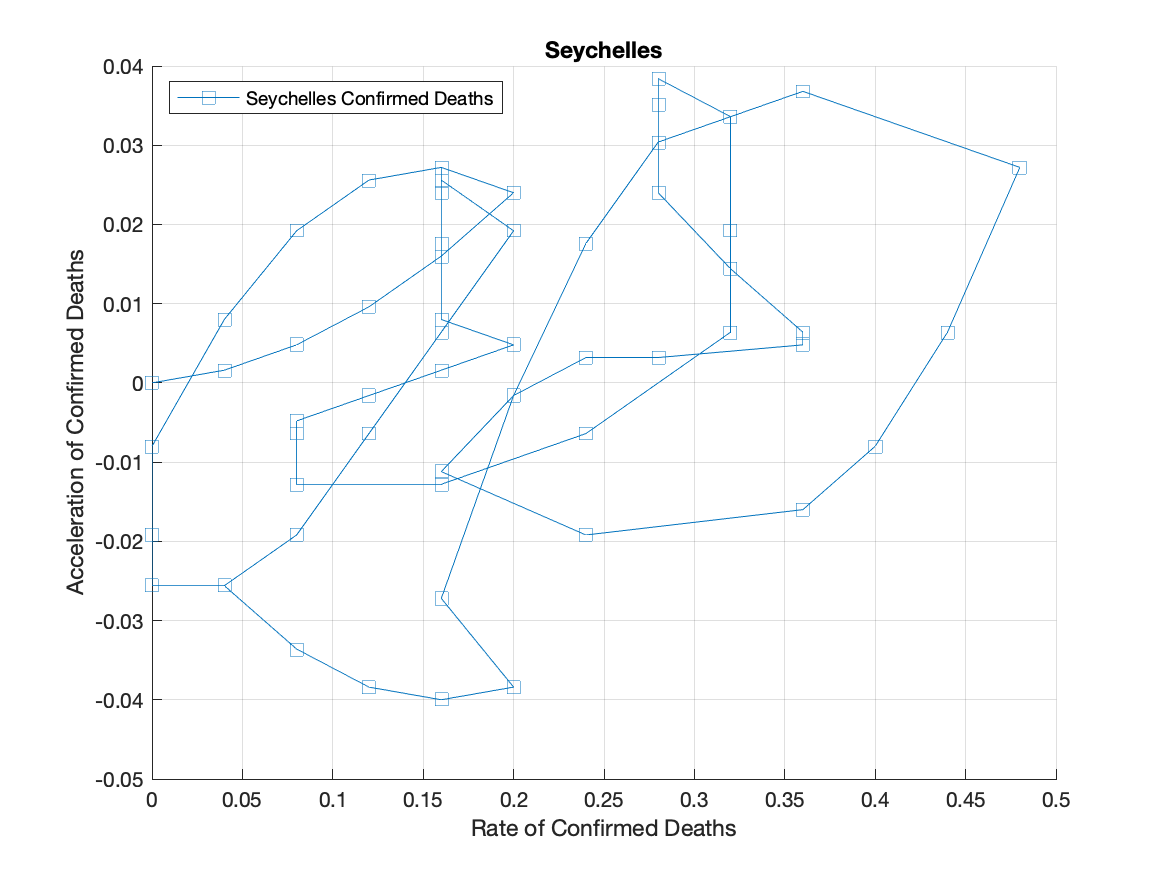 Seychelles
Seychelles Confirmed Deaths
0.04
0.03
0.02
0.01
0
-0.01
-0.02
-0.03
-0.04
-0.05
Acceleration of Confirmed Deaths
0 0.05 0.1 0.15 0.2 0.25 0.3 0.35 0.4 0.45 0.5
Rate of Confirmed Deaths